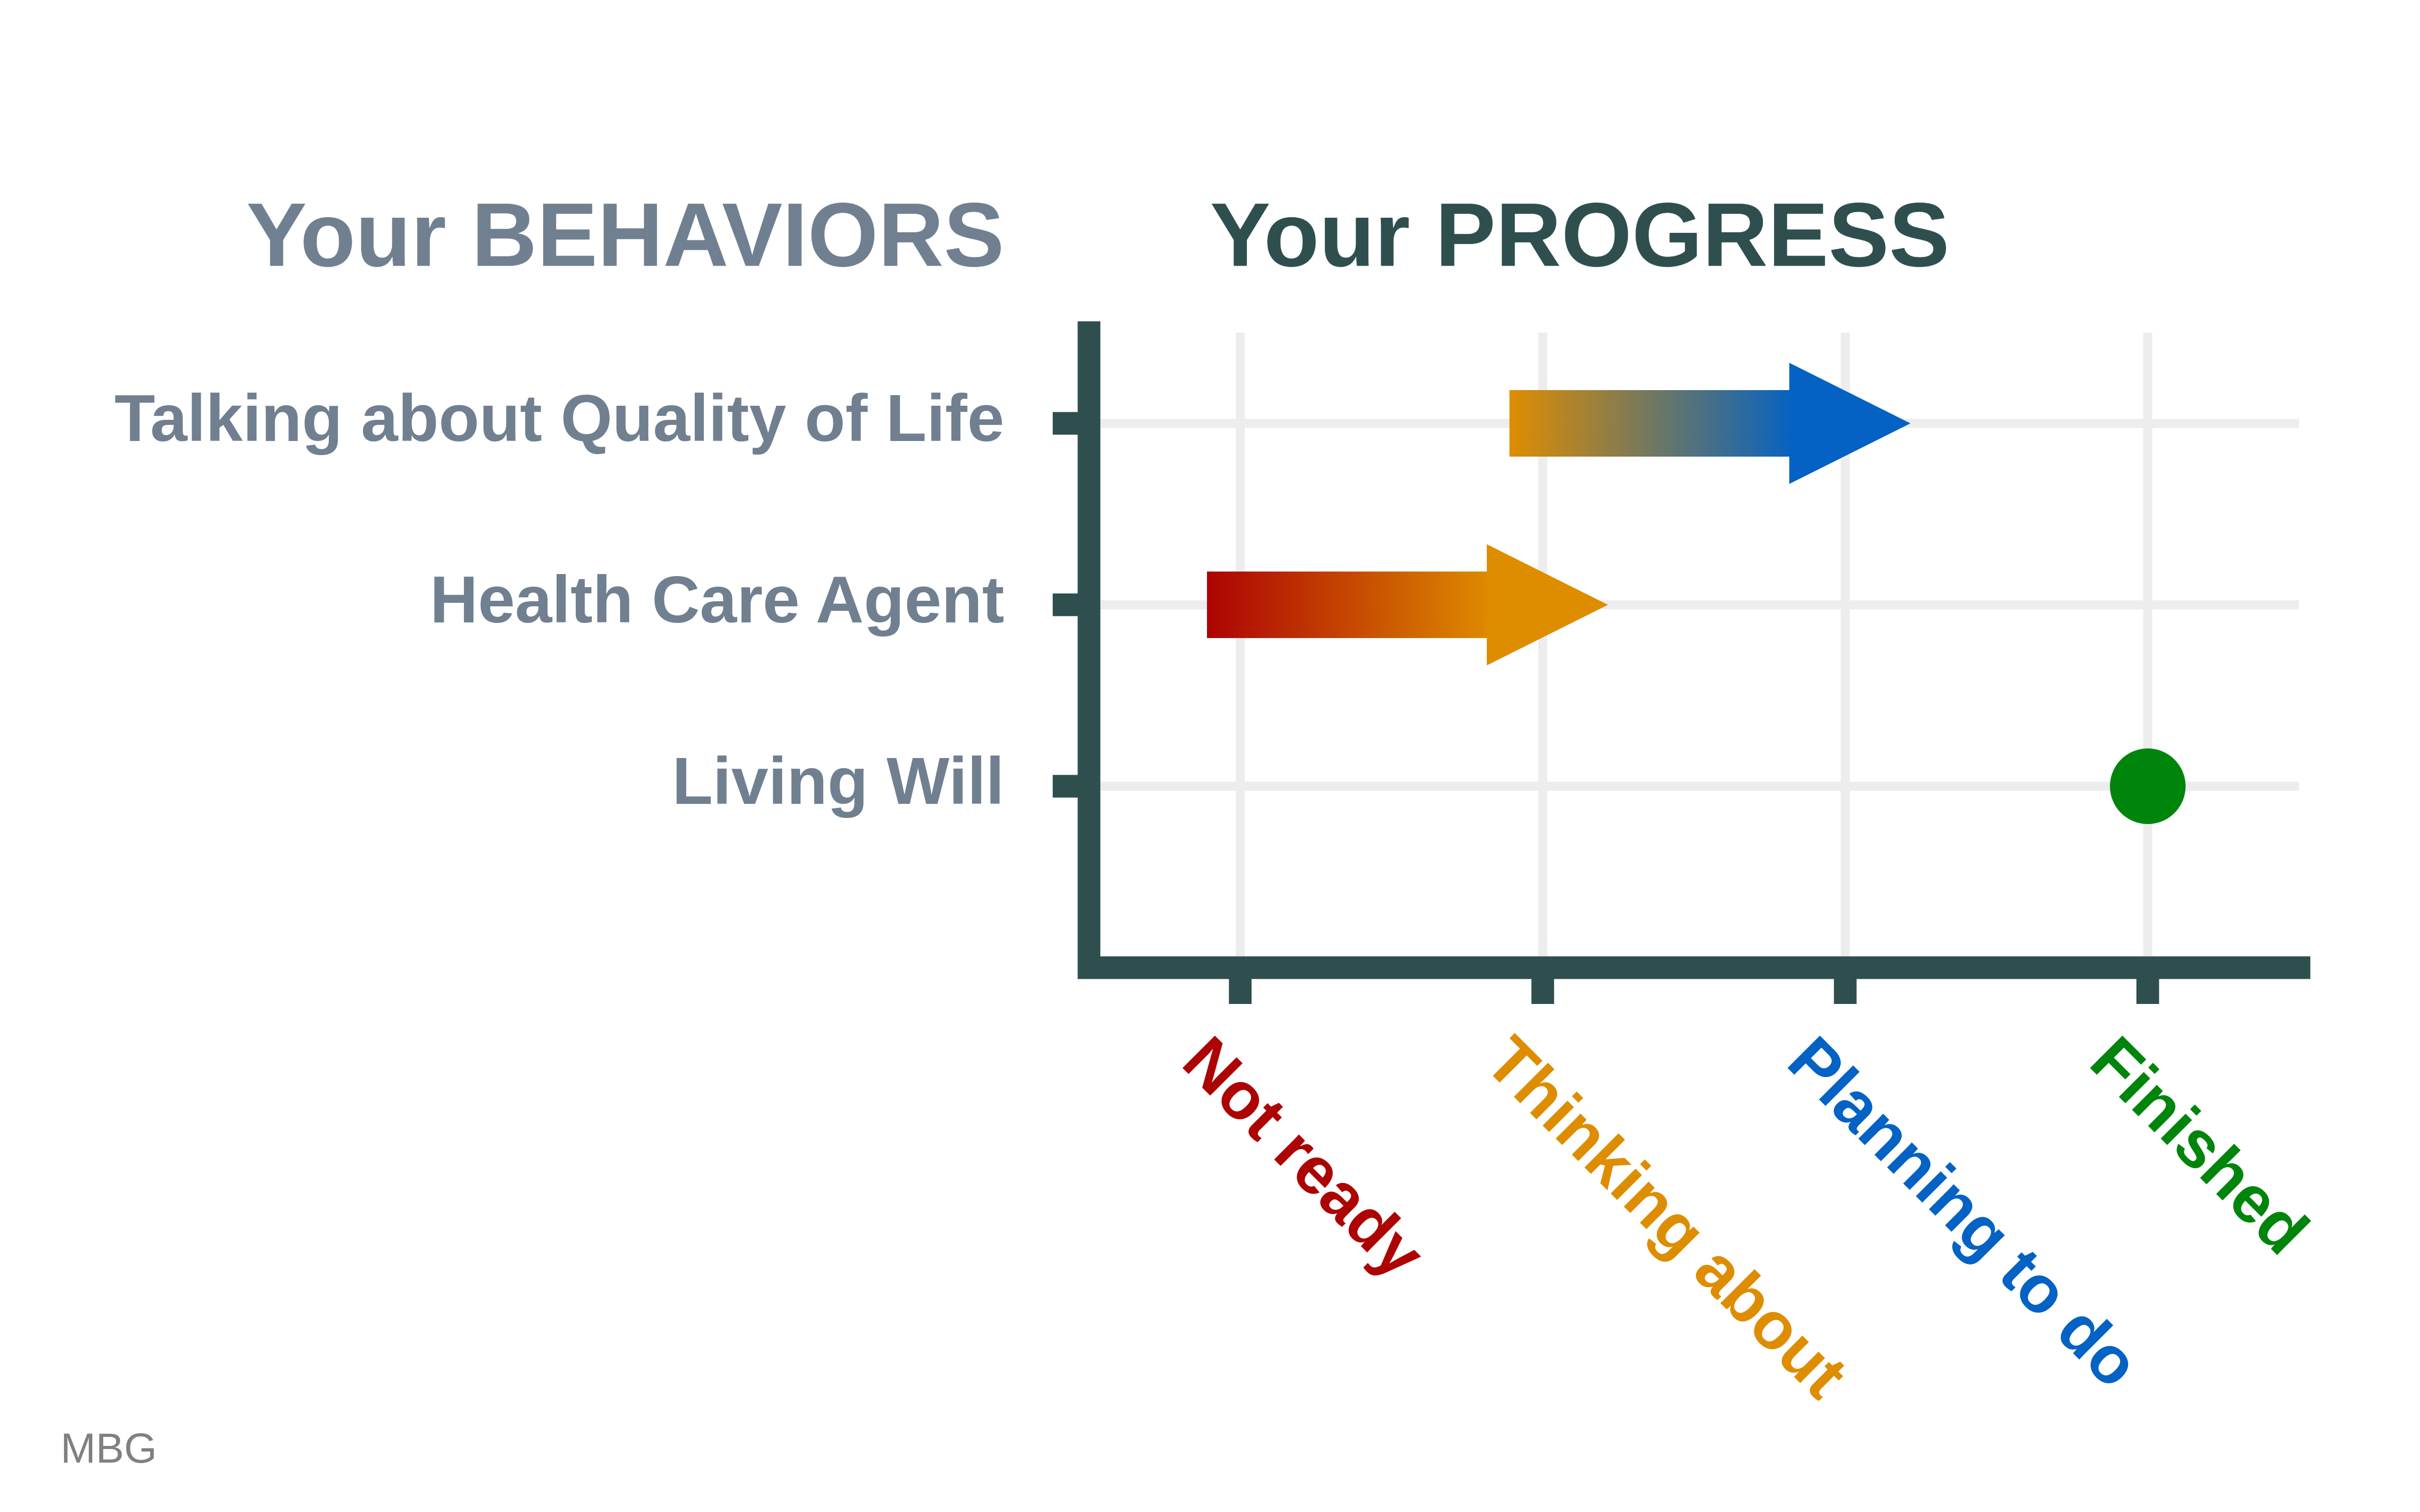 Your BEHAVIORS
Your PROGRESS
Talking about Quality of Life
Health Care Agent
Living Will
Not ready
Thinking about
Planning to do
Finished
MBG